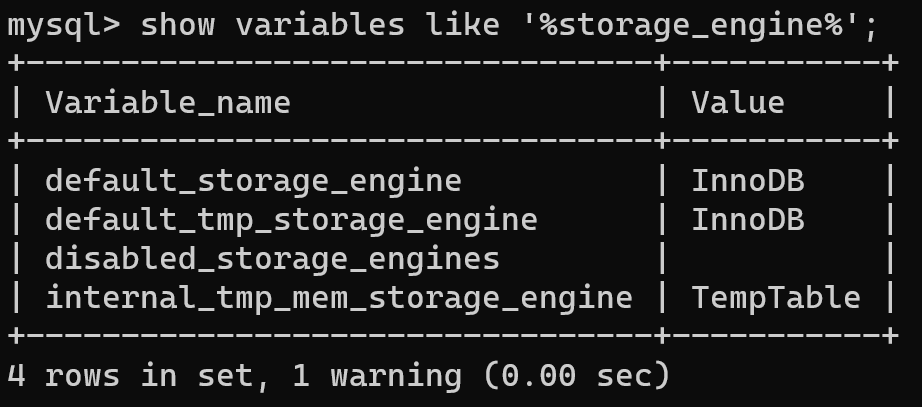 mysql> show variables like '%storage_engine%';
+---------------------------------+-----------+
| Variable_name                   | Value     |
+---------------------------------+-----------+
| default_storage_engine          | InnoDB    |
| default_tmp_storage_engine      | InnoDB    |
| disabled_storage_engines        |           |
| internal_tmp_mem_storage_engine | TempTable |
+---------------------------------+-----------+
4 rows in set, 1 warning (0.00 sec)